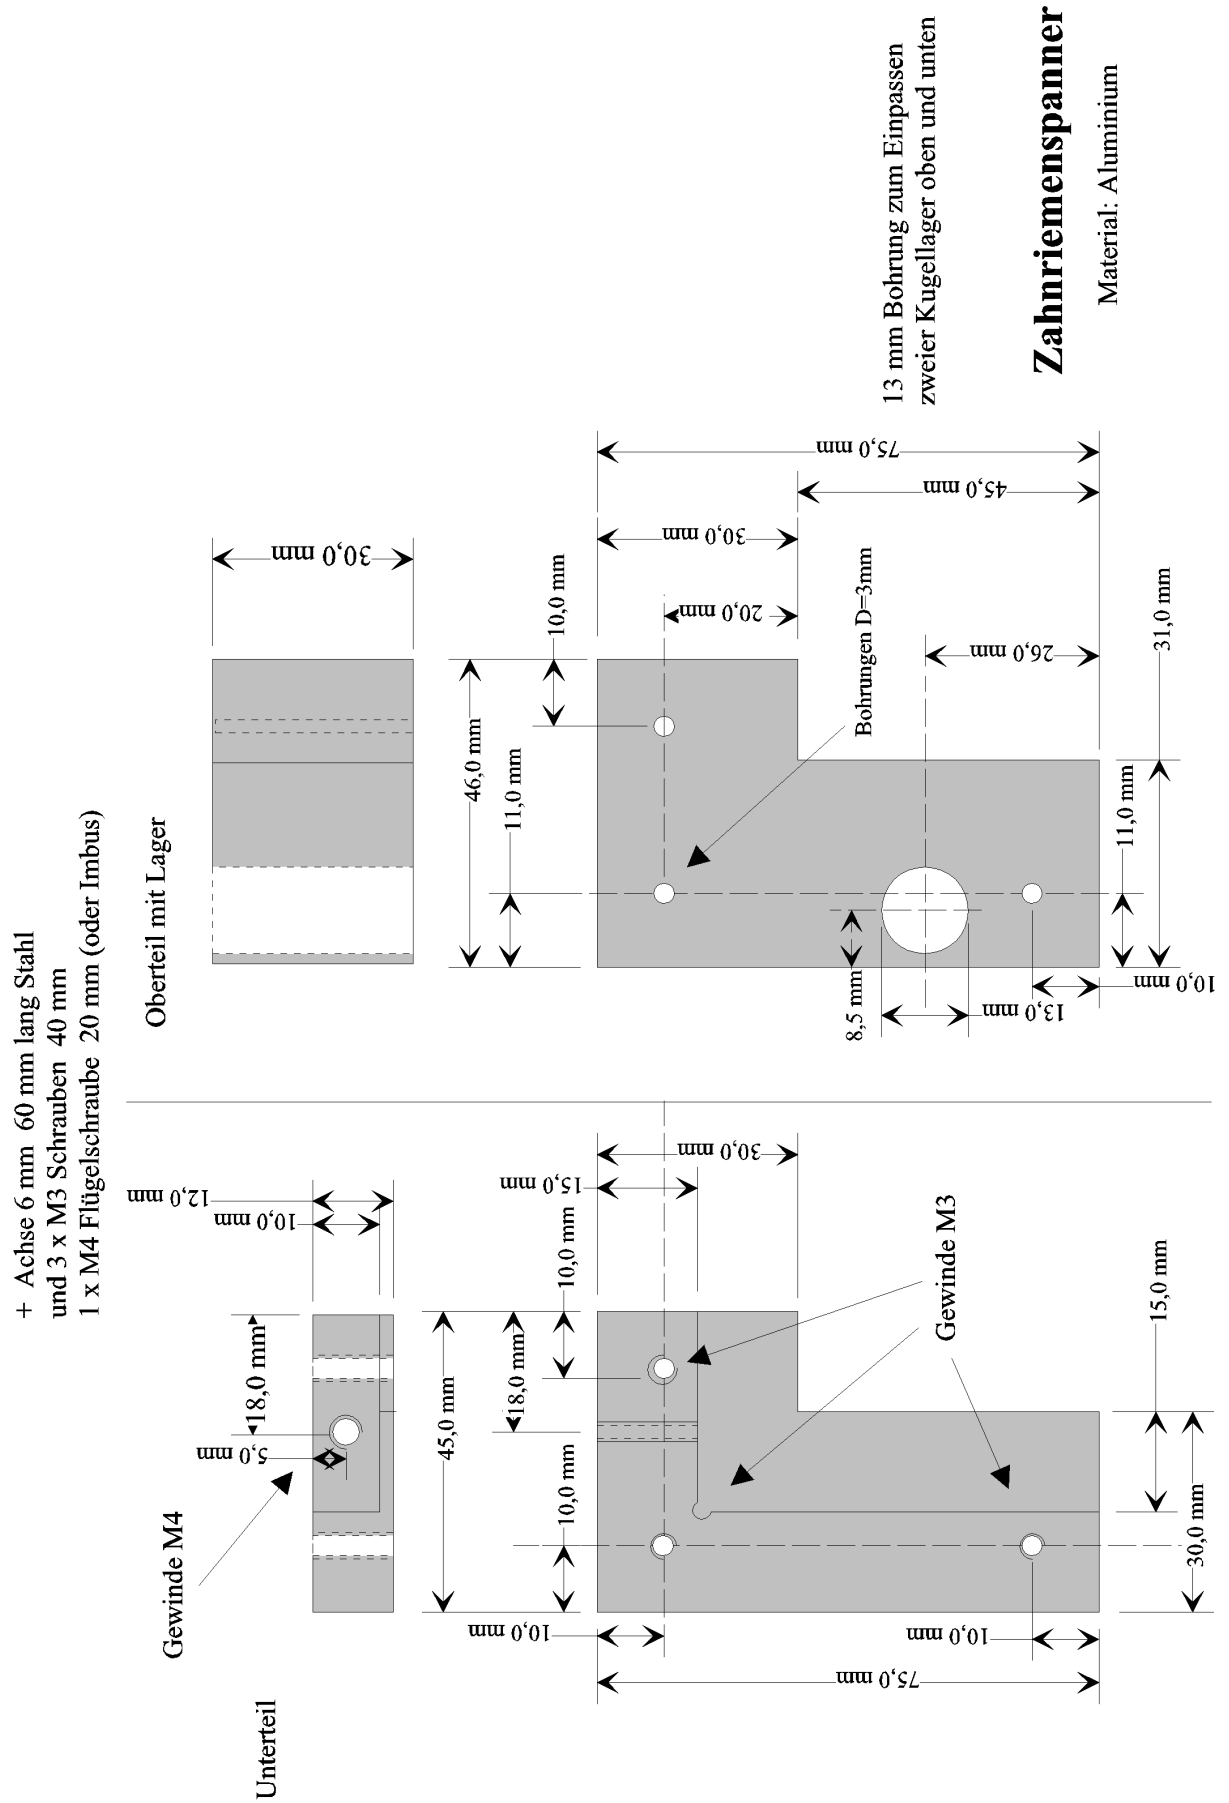 + Achse 6 mm 60 mm lang Stahl
und 3 x M3 Schrauben 40 mm
1 x M4 Flügelschraube 20 mm (oder Imbus)
Unterteil
Gewinde M4
5,0 mm
18,0 mm
10,0 mm
12,0 mm
45,0 mm
10,0 mm
18,0 mm
10,0 mm
15,0 mm
30,0 mm
10,0 mm
75,0 mm
10,0 mm
Gewinde M3
30,0 mm
15,0 mm
Oberteil mit Lager
30,0 mm
46,0 mm
11,0 mm
10,0 mm
20,0 mm
30,0 mm
45,0 mm
75,0 mm
Bohrungen D=3mm
8,5 mm
13,0 mm
26,0 mm
10,0 mm
11,0 mm
31,0 mm
13 mm Bohrung zum Einpassen
zweier Kugellager oben und unten
Zahnriemenspanner
Material: Aluminium